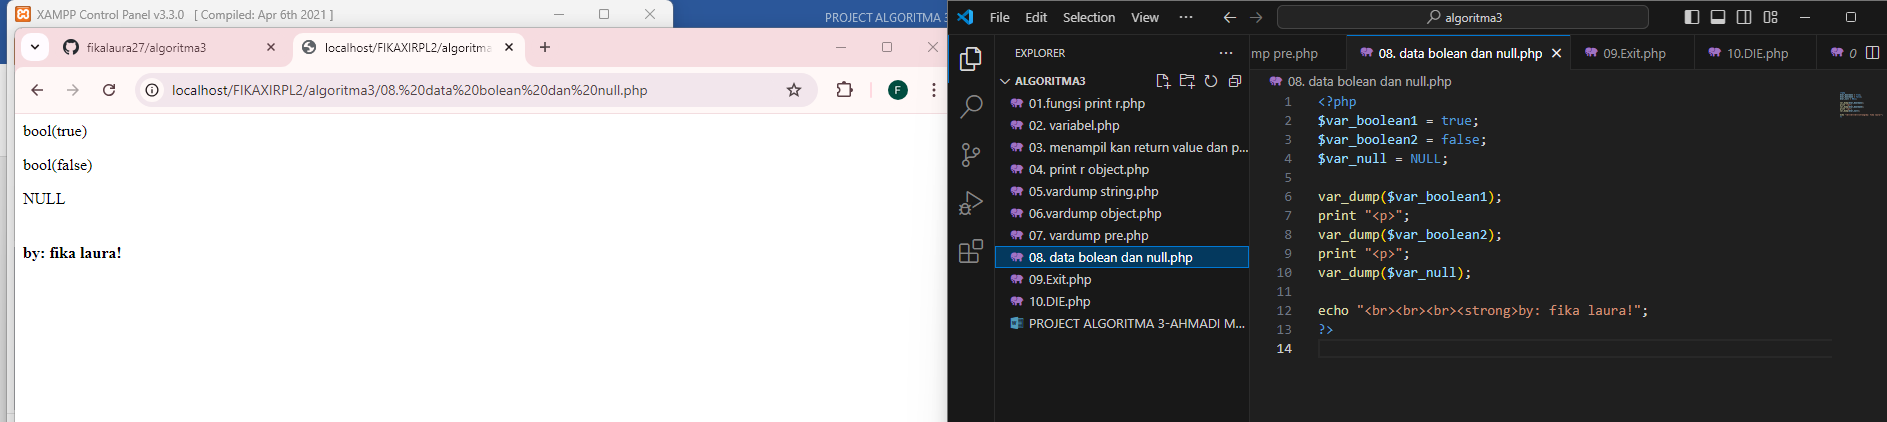 XAMPP Control Panel v3.3.0 [ Compiled: Apr 6th 2021 ]
PROJECT ALGORITMA 3
fikalaura27/algoritma3
localhost/FIKAXIRPL2/algoritma
localhost/FIKAXIRPL2/algoritma3/08.%20data%20bolean%20dan%20null.php
F
bool(true)
bool(false)
NULL
by: fika laura!
File Edit Selection View ···
algoritma3
EXPLORER
ALGORITMA3
01.fungsi print r.php
02. variabel.php
03. menampil kan return value dan p...
04. print r object.php
05.vardump string.php
06.vardump object.php
07. vardump pre.php
08. data bolean dan null.php
09.Exit.php
10.DIE.php
PROJECT ALGORITMA 3-AHMADI M...
mp pre.php
08. data bolean dan null.php
09.Exit.php
10.DIE.php
0
08. data bolean dan null.php
1 <?php
2 $var_boolean1 = true;
3 $var_boolean2 = false;
4 $var_null = NULL;
5
6 var_dump($var_boolean1);
7 print "<p>";
8 var_dump($var_boolean2);
9 print "<p>";
10 var_dump($var_null);
11
12 echo "<br><br><br><strong>by: fika laura!";
13 ?>
14